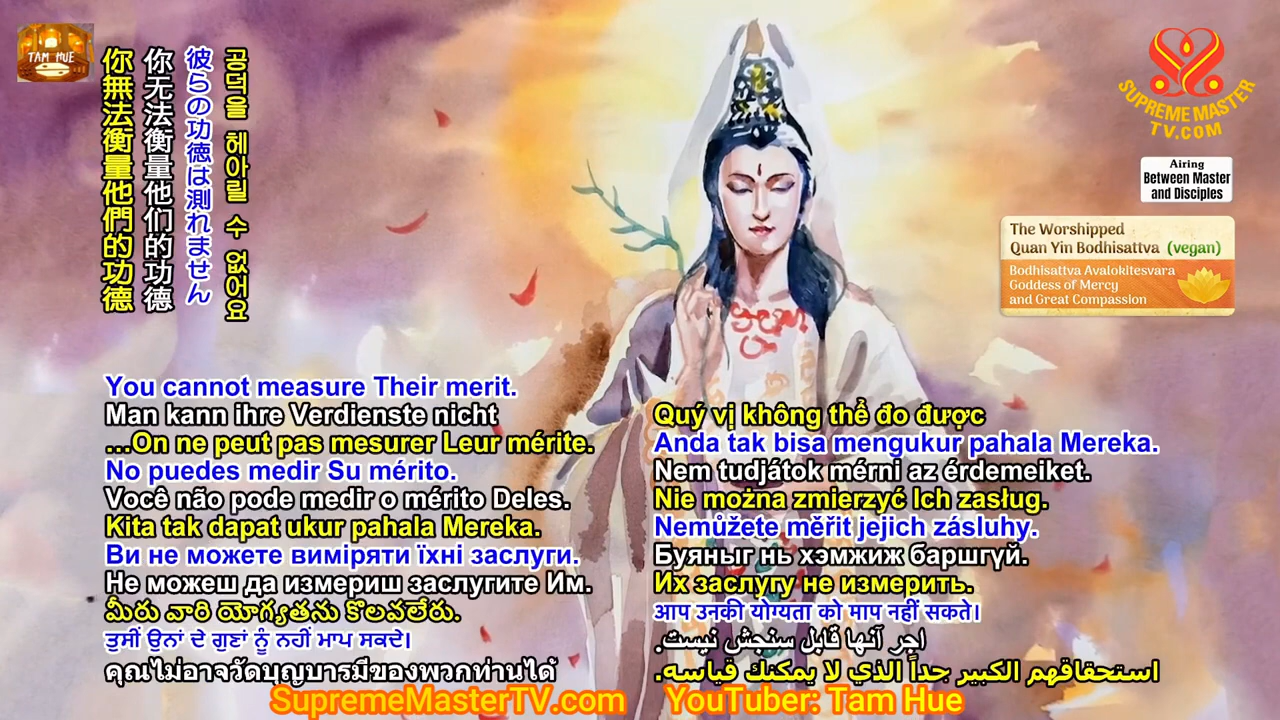 TAM HUE
你無法衡量他們的功德
你无法衡量他们的功德
彼らの功徳は測れません
공덕을 헤아릴 수 없어요
SUPREME MASTER
TV.COM
Airing
Between Master
and Disciples
The Worshipped
Quan Yin Bodhisattva (vegan)
Bodhisattva Avalokitesvara
Goddess of Mercy
and Great Compassion
You cannot measure Their merit.
Man kann ihre Verdienste nicht
...On ne peut pas mesurer Leur mérite.
No puedes medir Su mérito.
Você não pode medir o mérito Deles.
Kita tak dapat ukur pahala Mereka.
Ви не можете виміряти їхні заслуги.
Не можеш да измериш заслугите Им.
మీరు వారి యోగ్యతను కొలవలేరు.
ਤੁਸੀਂ ਉਨਾਂ ਦੇ ਗੁਣਾਂ ਨੂੰ ਨਹੀਂ ਮਾਪ ਸਕਦੇ।
คุณไม่อาจวัดบุญบารมีของพวกท่านได้
Quý vị không thể đo được
Anda tak bisa mengukur pahala Mereka.
Nem tudjátok mérni az érdemeiket.
Nie można zmierzyć Ich zasług.
Nemůžete měřit jejich zásluhy.
Буяныг нь хэмжиж баршгүй.
Их заслугу не измерить.
आप उनकी योग्यता को माप नहीं सकते।
اجر آنها قابل سنجش نیست.
استحقاقهم الكبير جداً الذي لا يمكنك قياسه.
SupremeMasterTV.com
YouTuber: Tam Hue